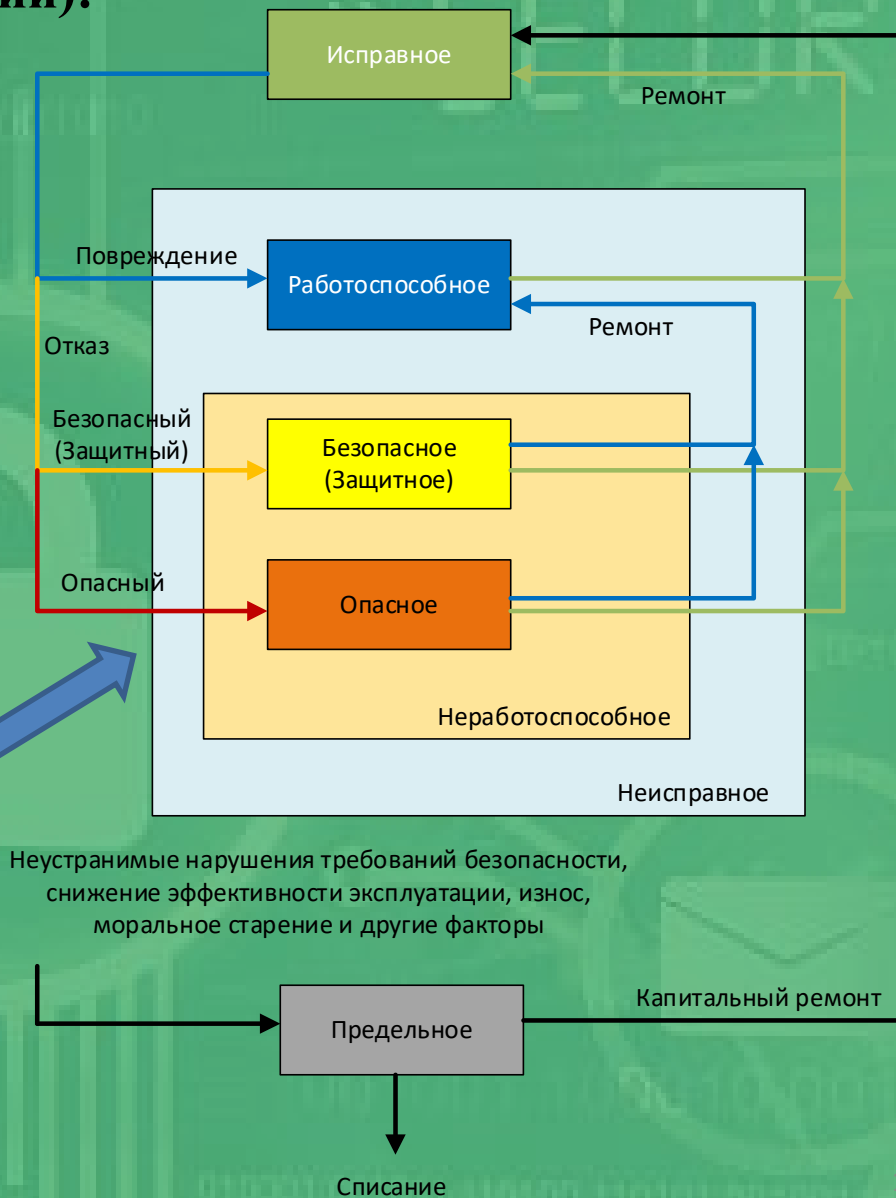 ии).
Исправное
Ремонт
Повреждение
Работоспособное
Ремонт
Отказ
Безопасный
(Защитный)
Безопасное
(Защитное)
Опасный
Опасное
Неработоспособное
Неисправное
Неустранимые нарушения требований безопасности,
снижение эффективности эксплуатации, износ,
моральное старение и другие факторы
Капитальный ремонт
Предельное
Списание